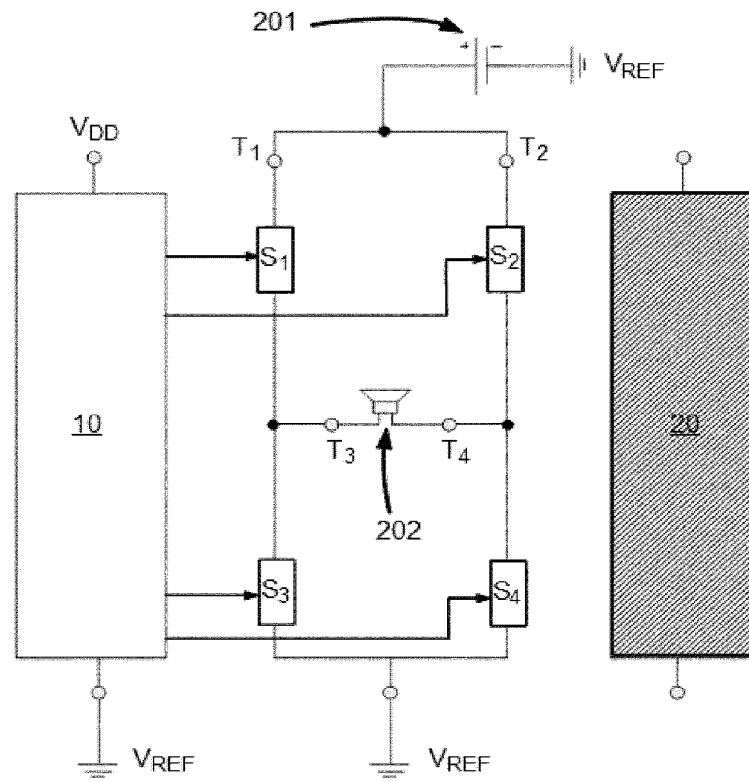 201
+ −
V_REF
V_DD
T_1
T_2
S_1
S_2
10
20
T_3
T_4
202
S_3
S_4
V_REF
V_REF